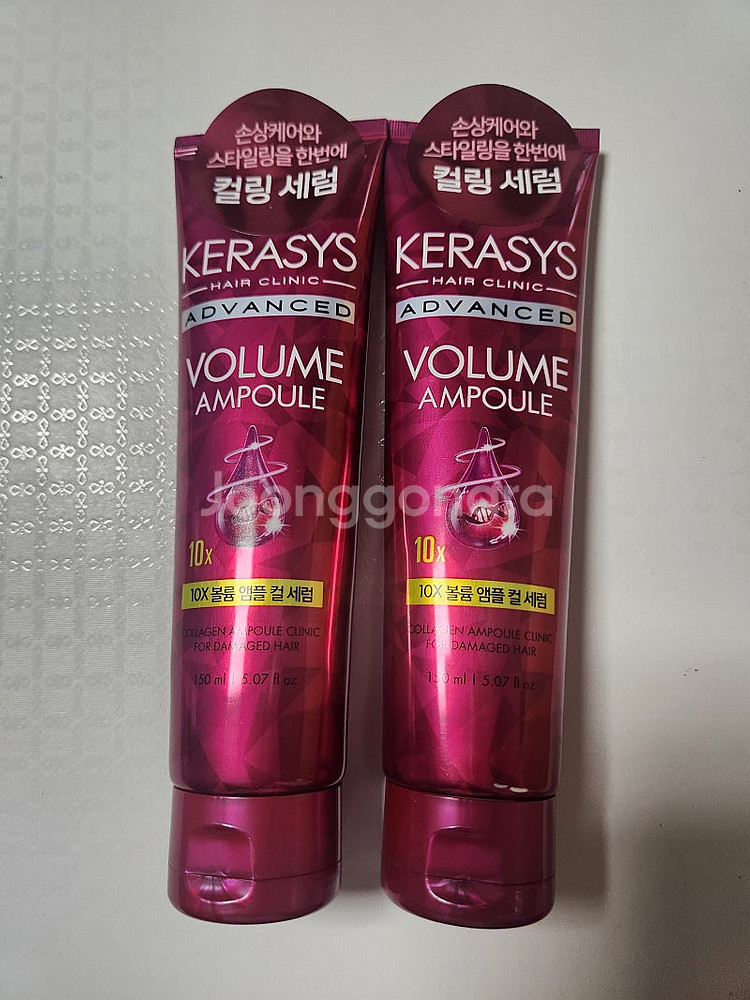 손상케어와
스타일링을 한번에
컬링 세럼
KERASYS
HAIR CLINIC
ADVANCED
VOLUME
AMPOULE
10X
10X 볼륨 앰플 컬 세럼
COLLAGEN AMPOULE CLINIC
FOR DAMAGED HAIR
150 ml | 5.07 fl oz
손상케어와
스타일링을 한번에
컬링 세럼
KERASYS
HAIR CLINIC
ADVANCED
VOLUME
AMPOULE
10X
10X 볼륨 앰플 컬 세럼
COLLAGEN AMPOULE CLINIC
FOR DAMAGED HAIR
150 ml | 5.07 fl oz
Joonggonara